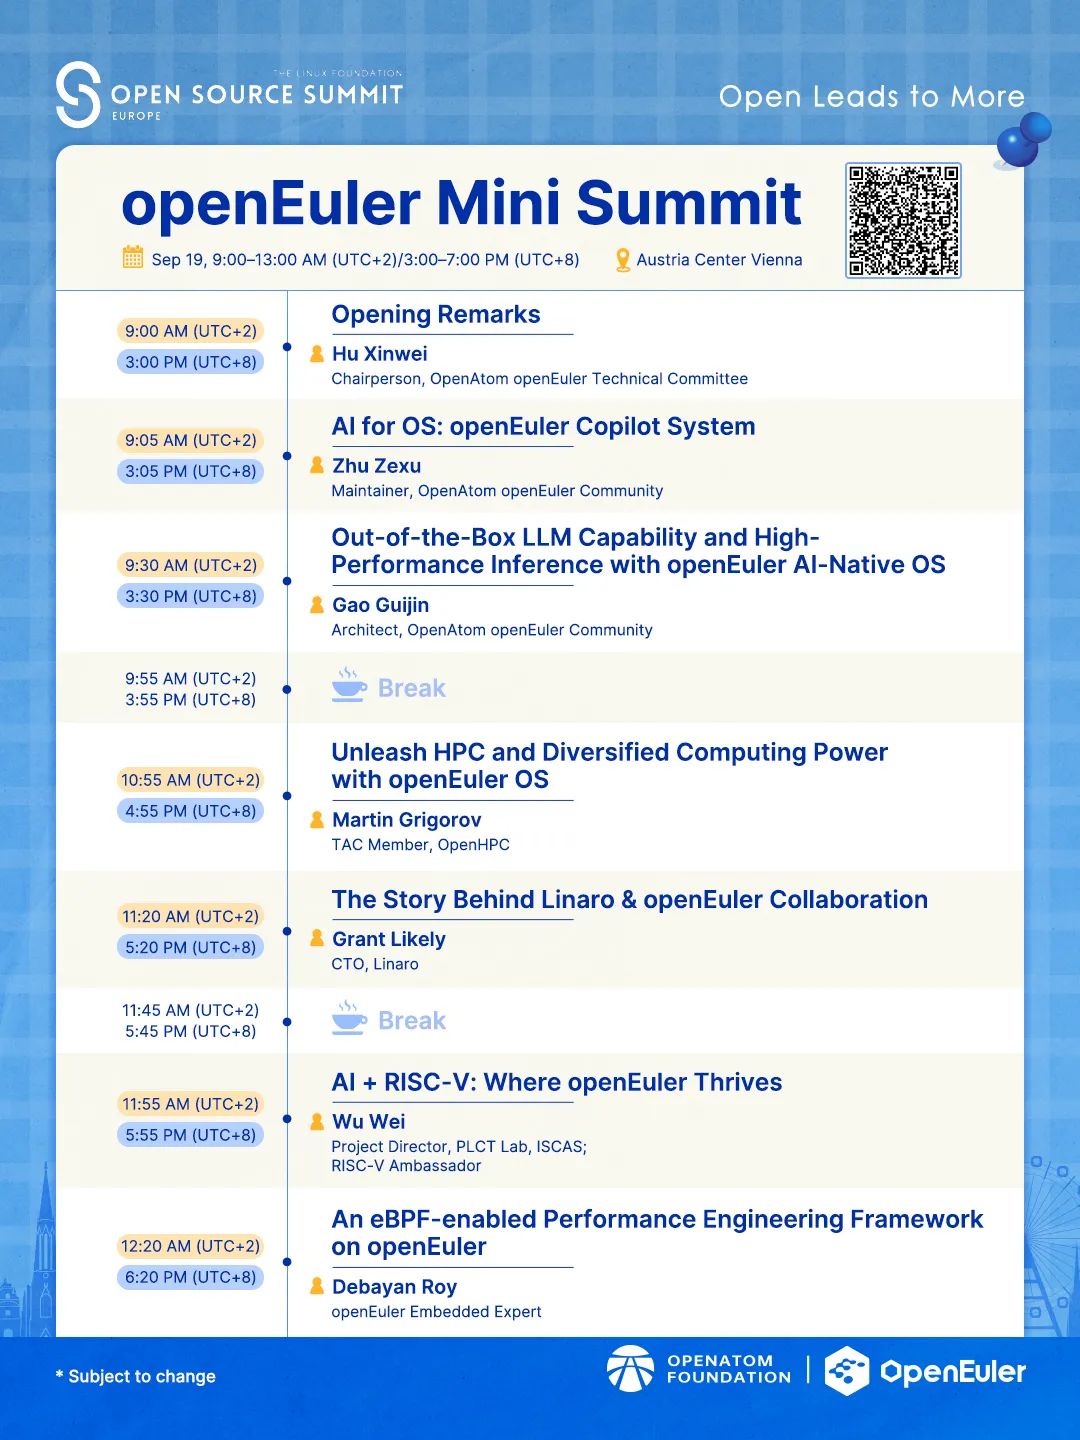 THE LINUX FOUNDATION
OPEN SOURCE SUMMIT
EUROPE
Open Leads to More
openEuler Mini Summit
Sep 19, 9:00–13:00 AM (UTC+2)/3:00–7:00 PM (UTC+8)
Austria Center Vienna
9:00 AM (UTC+2)
3:00 PM (UTC+8)
Opening Remarks
Hu Xinwei
Chairperson, OpenAtom openEuler Technical Committee
9:05 AM (UTC+2)
3:05 PM (UTC+8)
AI for OS: openEuler Copilot System
Zhu Zexu
Maintainer, OpenAtom openEuler Community
9:30 AM (UTC+2)
3:30 PM (UTC+8)
Out-of-the-Box LLM Capability and High-
Performance Inference with openEuler AI-Native OS
Gao Guijin
Architect, OpenAtom openEuler Community
9:55 AM (UTC+2)
3:55 PM (UTC+8)
Break
10:55 AM (UTC+2)
4:55 PM (UTC+8)
Unleash HPC and Diversified Computing Power
with openEuler OS
Martin Grigorov
TAC Member, OpenHPC
11:20 AM (UTC+2)
5:20 PM (UTC+8)
The Story Behind Linaro & openEuler Collaboration
Grant Likely
CTO, Linaro
11:45 AM (UTC+2)
5:45 PM (UTC+8)
Break
11:55 AM (UTC+2)
5:55 PM (UTC+8)
AI + RISC-V: Where openEuler Thrives
Wu Wei
Project Director, PLCT Lab, ISCAS;
RISC-V Ambassador
12:20 AM (UTC+2)
6:20 PM (UTC+8)
An eBPF-enabled Performance Engineering Framework
on openEuler
Debayan Roy
openEuler Embedded Expert
* Subject to change
OPENATOM
FOUNDATION
OpenEuler